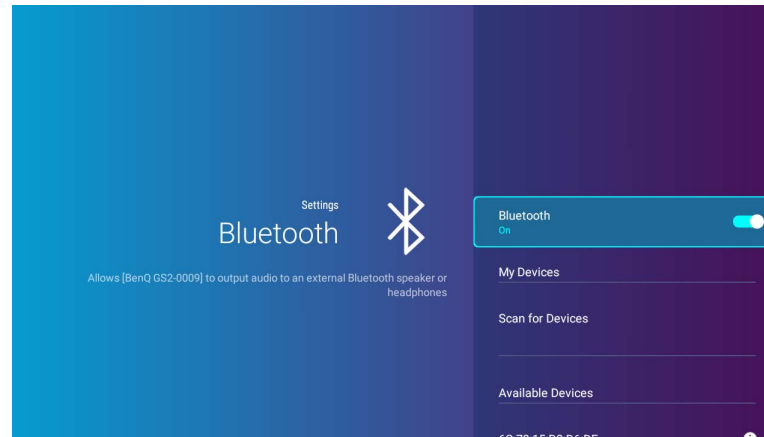 Settings
Bluetooth
Allows [BenQ GS2-0009] to output audio to an external Bluetooth speaker or
headphones
Bluetooth
On
My Devices
Scan for Devices
Available Devices